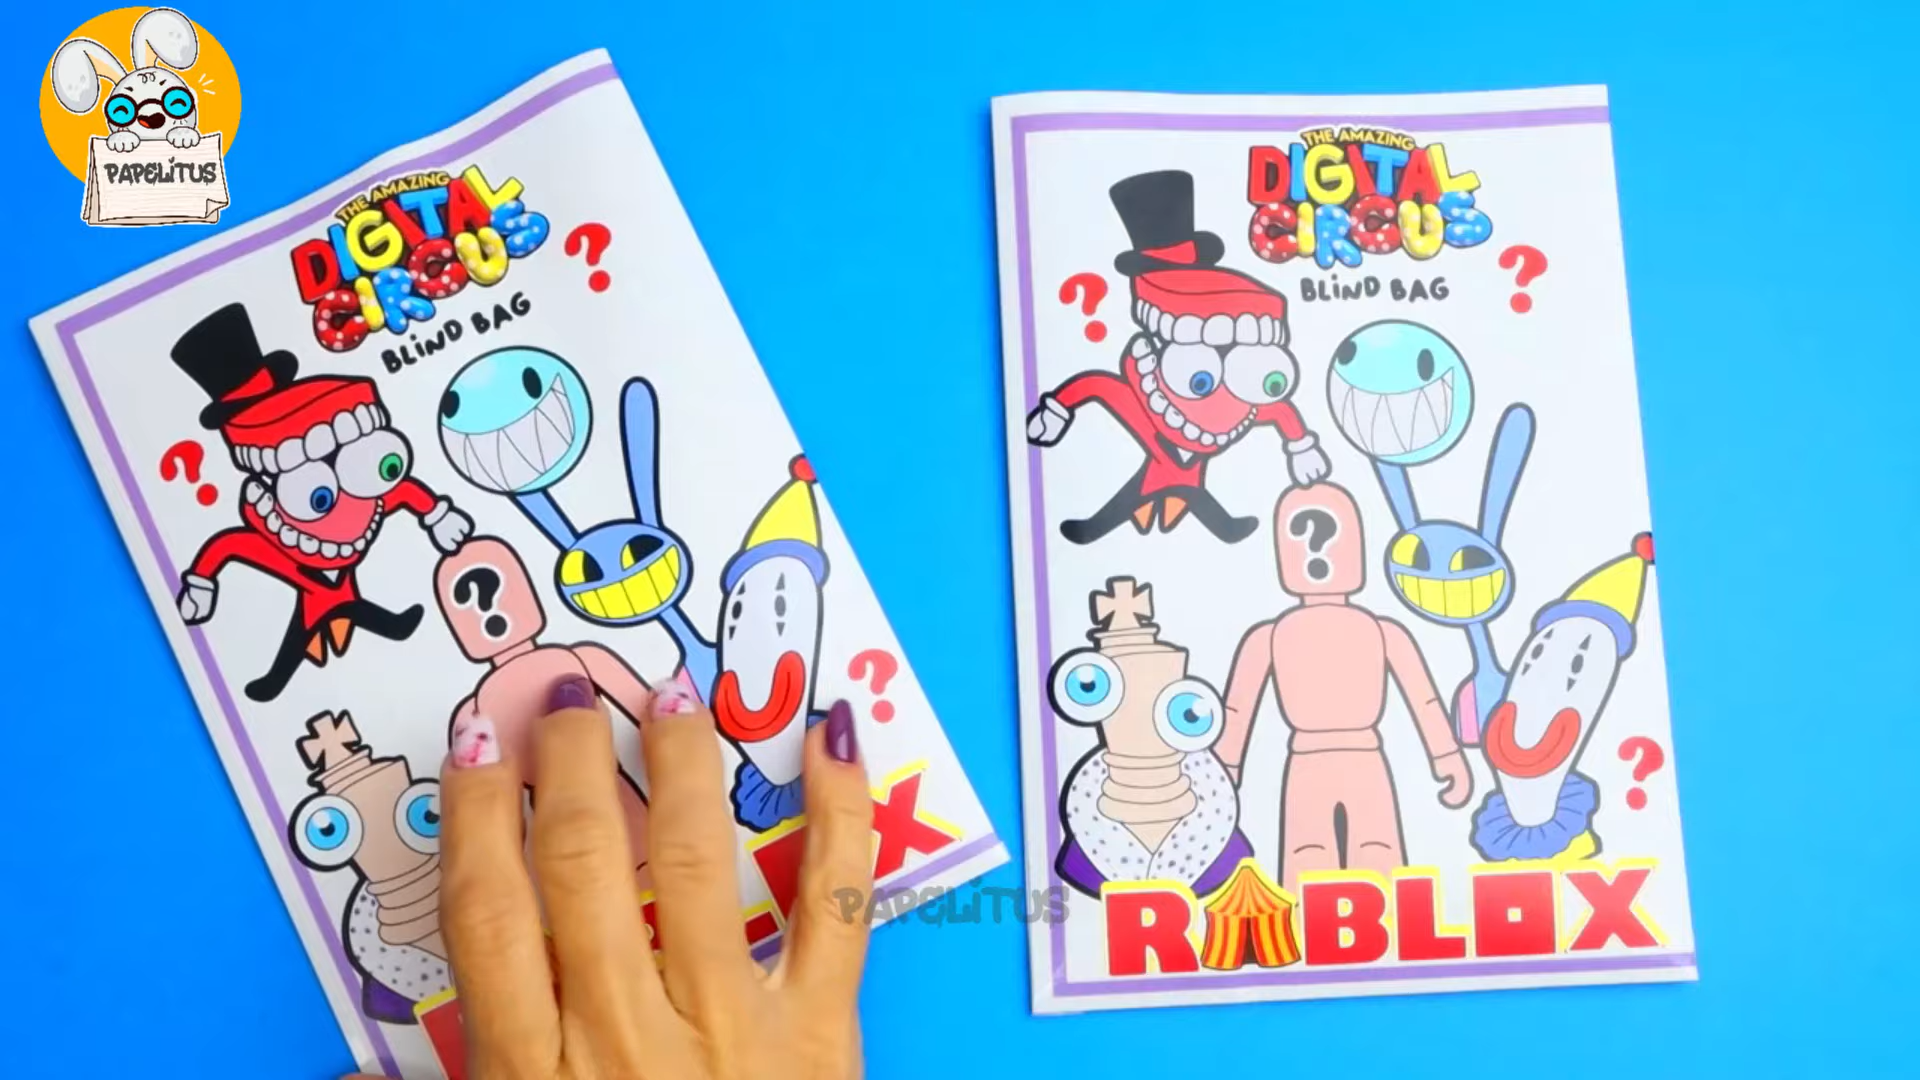 PAPELITUS
THE AMAZING
DIGITAL
CIRCUS
BLIND BAG
?
?
?
?
THE AMAZING
DIGITAL
CIRCUS
BLIND BAG
?
?
?
?
ROBLOX
PAPELITUS